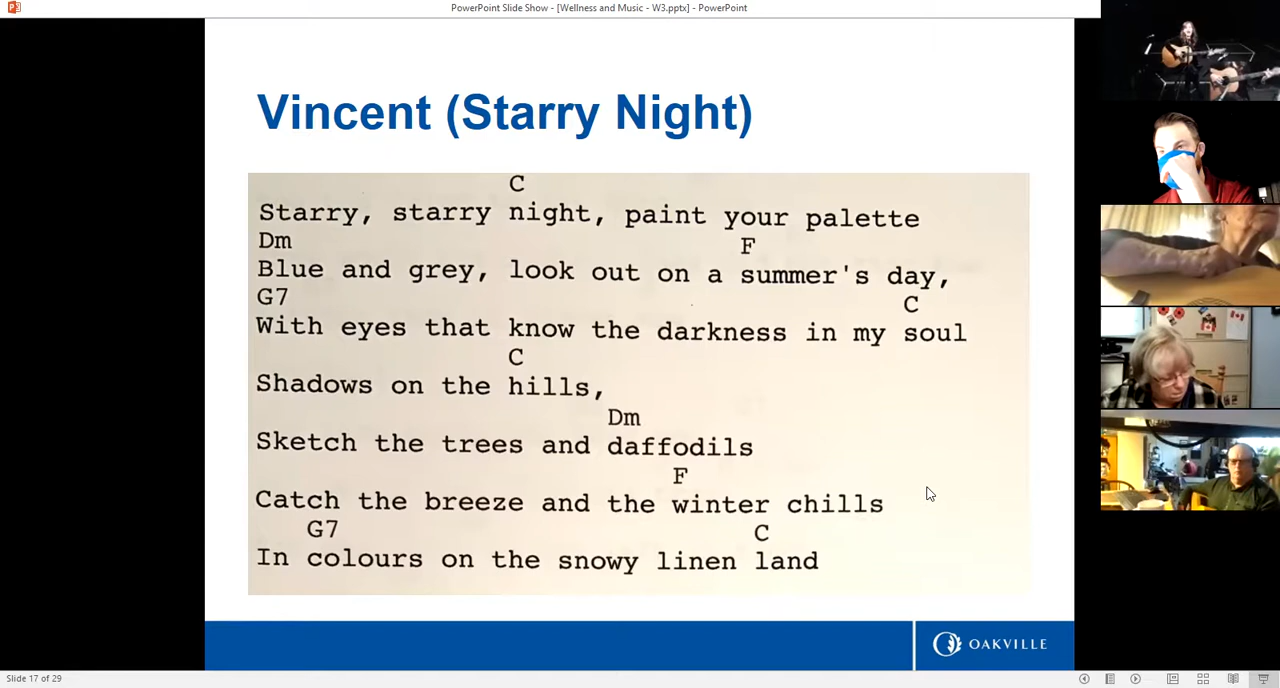 PowerPoint Slide Show - [Wellness and Music - W3.pptx] - PowerPoint
Vincent (Starry Night)
C
Starry, starry night, paint your palette
Dm F
Blue and grey, look out on a summer's day,
G7 C
With eyes that know the darkness in my soul
C
Shadows on the hills,
Dm
Sketch the trees and daffodils
F
Catch the breeze and the winter chills
G7 C
In colours on the snowy linen land
OAKVILLE
Slide 17 of 29